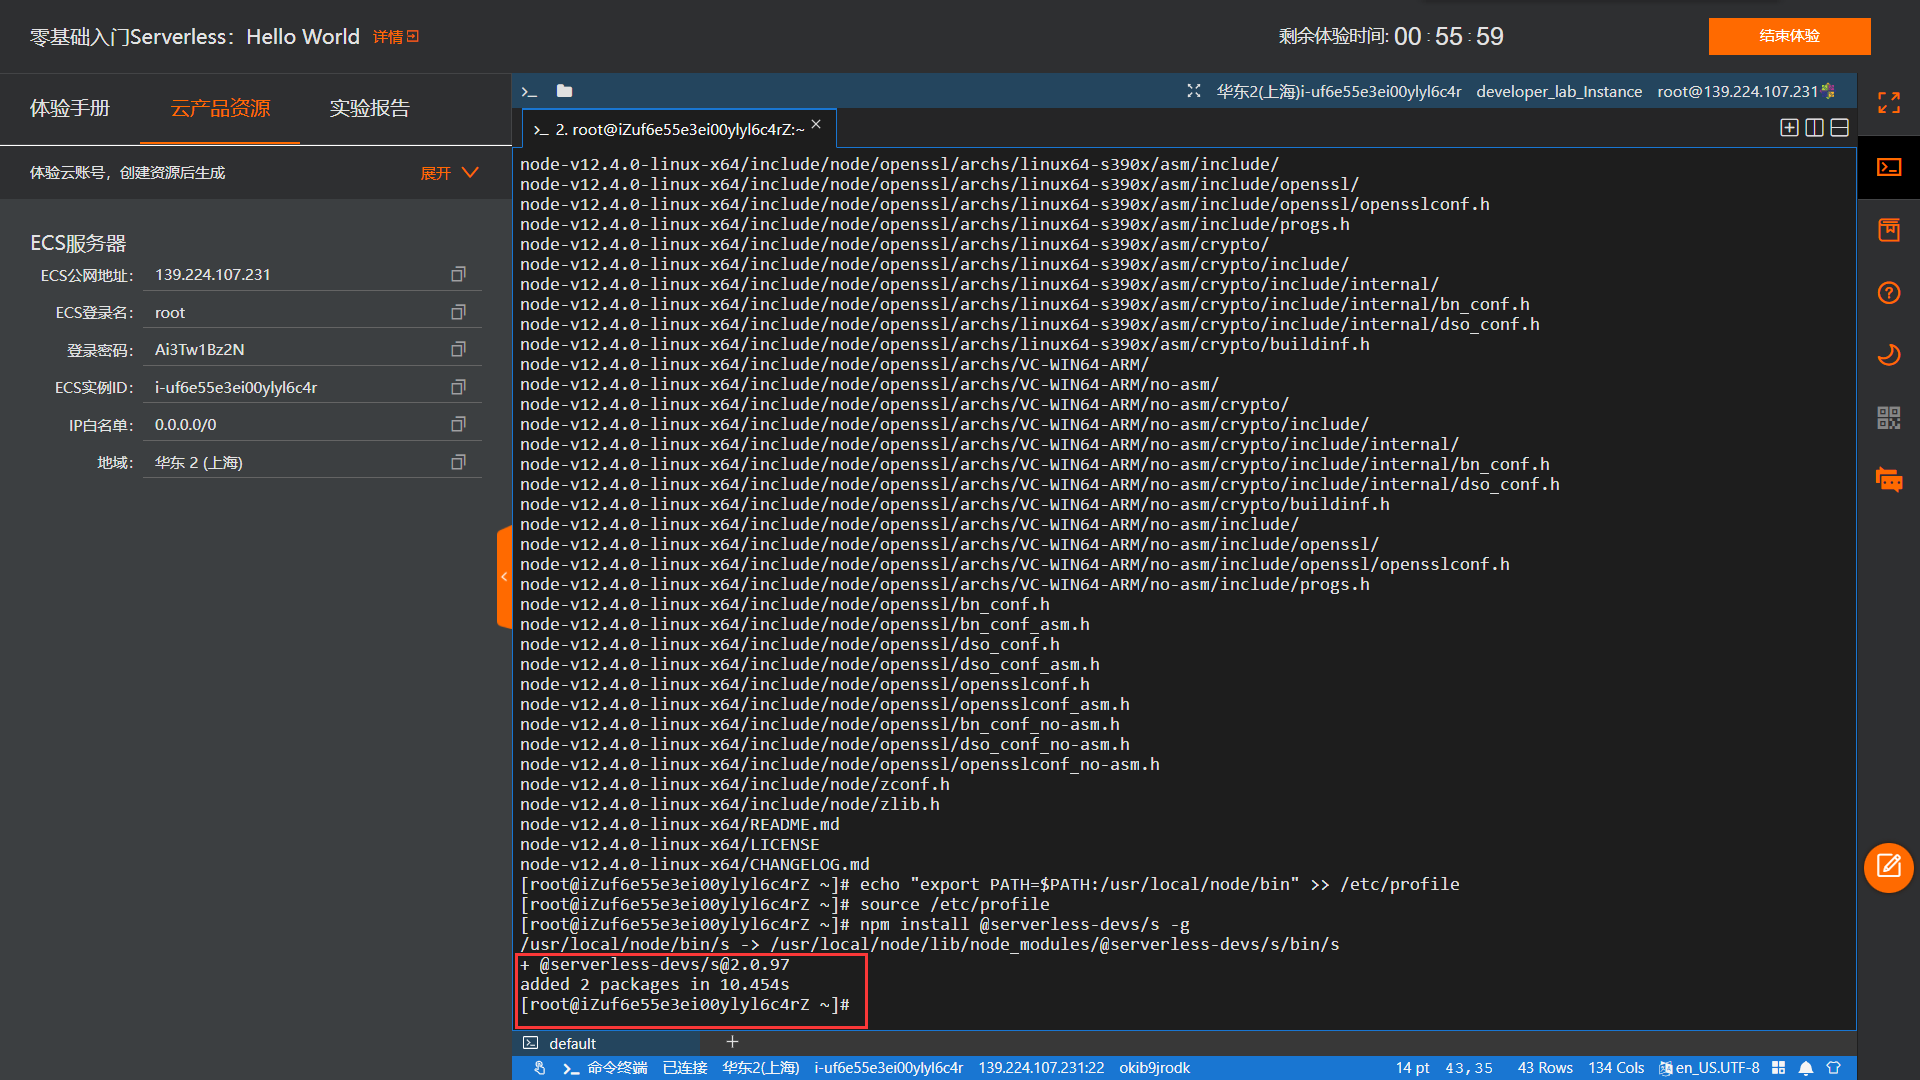 零基础入门Serverless：Hello World 详情
剩余体验时间: 00 : 55 : 59
结束体验
体验手册 云产品资源 实验报告
体验云账号，创建资源后生成 展开
ECS服务器
ECS公网地址： 139.224.107.231
ECS登录名： root
登录密码： Ai3Tw1Bz2N
ECS实例ID： i-uf6e55e3ei00ylyl6c4r
IP白名单： 0.0.0.0/0
地域： 华东 2 (上海)
华东2(上海)i-uf6e55e3ei00ylyl6c4r developer_lab_Instance root@139.224.107.231
2. root@iZuf6e55e3ei00ylyl6c4rZ:~
node-v12.4.0-linux-x64/include/node/openssl/archs/linux64-s390x/asm/include/
node-v12.4.0-linux-x64/include/node/openssl/archs/linux64-s390x/asm/include/openssl/
node-v12.4.0-linux-x64/include/node/openssl/archs/linux64-s390x/asm/include/openssl/opensslconf.h
node-v12.4.0-linux-x64/include/node/openssl/archs/linux64-s390x/asm/include/progs.h
node-v12.4.0-linux-x64/include/node/openssl/archs/linux64-s390x/asm/crypto/
node-v12.4.0-linux-x64/include/node/openssl/archs/linux64-s390x/asm/crypto/include/
node-v12.4.0-linux-x64/include/node/openssl/archs/linux64-s390x/asm/crypto/include/internal/
node-v12.4.0-linux-x64/include/node/openssl/archs/linux64-s390x/asm/crypto/include/internal/bn_conf.h
node-v12.4.0-linux-x64/include/node/openssl/archs/linux64-s390x/asm/crypto/include/internal/dso_conf.h
node-v12.4.0-linux-x64/include/node/openssl/archs/linux64-s390x/asm/crypto/buildinf.h
node-v12.4.0-linux-x64/include/node/openssl/archs/VC-WIN64-ARM/
node-v12.4.0-linux-x64/include/node/openssl/archs/VC-WIN64-ARM/no-asm/
node-v12.4.0-linux-x64/include/node/openssl/archs/VC-WIN64-ARM/no-asm/crypto/
node-v12.4.0-linux-x64/include/node/openssl/archs/VC-WIN64-ARM/no-asm/crypto/include/
node-v12.4.0-linux-x64/include/node/openssl/archs/VC-WIN64-ARM/no-asm/crypto/include/internal/
node-v12.4.0-linux-x64/include/node/openssl/archs/VC-WIN64-ARM/no-asm/crypto/include/internal/bn_conf.h
node-v12.4.0-linux-x64/include/node/openssl/archs/VC-WIN64-ARM/no-asm/crypto/include/internal/dso_conf.h
node-v12.4.0-linux-x64/include/node/openssl/archs/VC-WIN64-ARM/no-asm/crypto/buildinf.h
node-v12.4.0-linux-x64/include/node/openssl/archs/VC-WIN64-ARM/no-asm/include/
node-v12.4.0-linux-x64/include/node/openssl/archs/VC-WIN64-ARM/no-asm/include/openssl/
node-v12.4.0-linux-x64/include/node/openssl/archs/VC-WIN64-ARM/no-asm/include/openssl/opensslconf.h
node-v12.4.0-linux-x64/include/node/openssl/archs/VC-WIN64-ARM/no-asm/include/progs.h
node-v12.4.0-linux-x64/include/node/openssl/bn_conf.h
node-v12.4.0-linux-x64/include/node/openssl/bn_conf_asm.h
node-v12.4.0-linux-x64/include/node/openssl/dso_conf.h
node-v12.4.0-linux-x64/include/node/openssl/dso_conf_asm.h
node-v12.4.0-linux-x64/include/node/openssl/opensslconf.h
node-v12.4.0-linux-x64/include/node/openssl/opensslconf_asm.h
node-v12.4.0-linux-x64/include/node/openssl/bn_conf_no-asm.h
node-v12.4.0-linux-x64/include/node/openssl/dso_conf_no-asm.h
node-v12.4.0-linux-x64/include/node/openssl/opensslconf_no-asm.h
node-v12.4.0-linux-x64/include/node/zconf.h
node-v12.4.0-linux-x64/include/node/zlib.h
node-v12.4.0-linux-x64/README.md
node-v12.4.0-linux-x64/LICENSE
node-v12.4.0-linux-x64/CHANGELOG.md
[root@iZuf6e55e3ei00ylyl6c4rZ ~]# echo "export PATH=$PATH:/usr/local/node/bin" >> /etc/profile
[root@iZuf6e55e3ei00ylyl6c4rZ ~]# source /etc/profile
[root@iZuf6e55e3ei00ylyl6c4rZ ~]# npm install @serverless-devs/s -g
/usr/local/node/bin/s -> /usr/local/node/lib/node_modules/@serverless-devs/s/bin/s
+ @serverless-devs/s@2.0.97
added 2 packages in 10.454s
[root@iZuf6e55e3ei00ylyl6c4rZ ~]#
default
命令终端 已连接 华东2(上海) i-uf6e55e3ei00ylyl6c4r 139.224.107.231:22 okib9jrodk 14 pt 43,35 43 Rows 134 Cols en_US.UTF-8